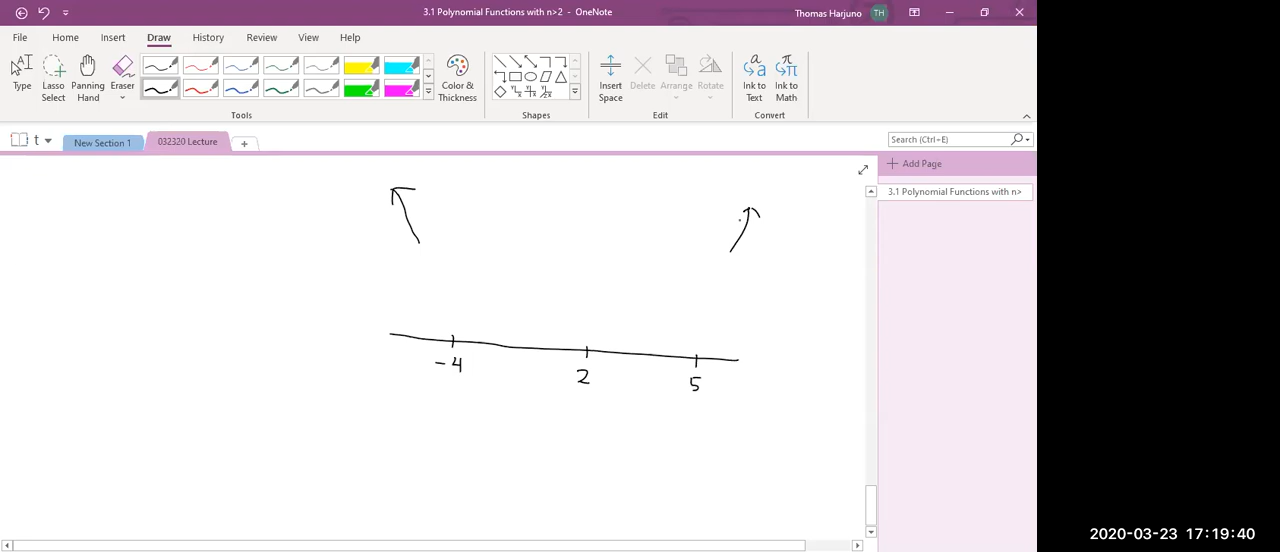 3.1 Polynomial Functions with n>2 - OneNote
Thomas Harjuno TH
File Home Insert Draw History Review View Help
Type
Lasso Select
Panning Hand
Eraser
Color & Thickness
Insert Space
Delete
Arrange
Rotate
Ink to Text
Ink to Math
Tools Shapes Edit Convert
t New Section 1 032320 Lecture
Search (Ctrl+E)
Add Page
3.1 Polynomial Functions with n>
-4 2 5
2020-03-23 17:19:40